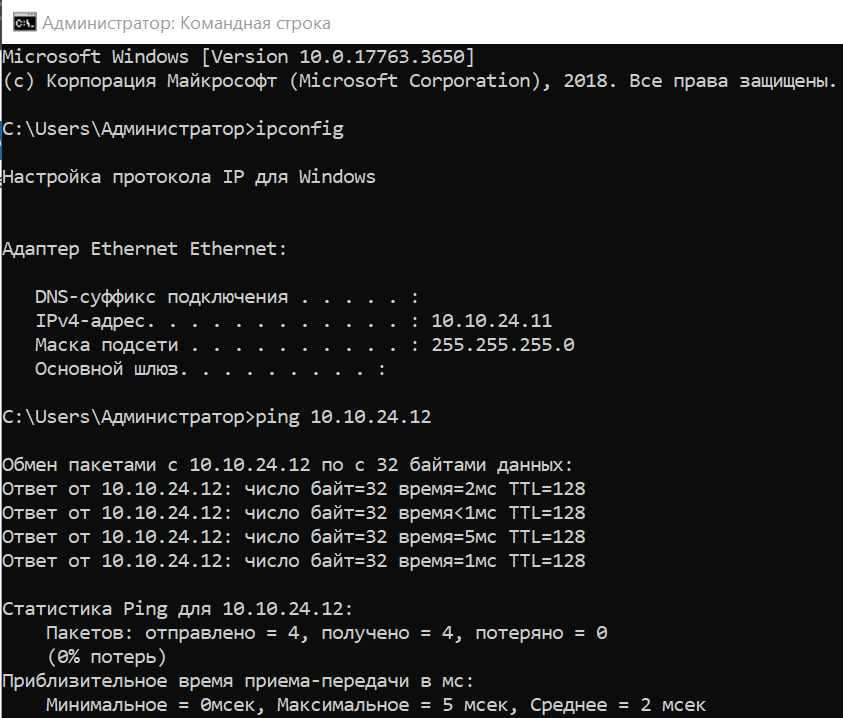 Администратор: Командная строка
Microsoft Windows [Version 10.0.17763.3650]
(c) Корпорация Майкрософт (Microsoft Corporation), 2018. Все права защищены.
C:\Users\Администратор>ipconfig
Настройка протокола IP для Windows
Адаптер Ethernet Ethernet:
DNS-суффикс подключения . . . . . :
IPv4-адрес. . . . . . . . . . . . : 10.10.24.11
Маска подсети . . . . . . . . . . : 255.255.255.0
Основной шлюз. . . . . . . . . :
C:\Users\Администратор>ping 10.10.24.12
Обмен пакетами с 10.10.24.12 по с 32 байтами данных:
Ответ от 10.10.24.12: число байт=32 время=2мс TTL=128
Ответ от 10.10.24.12: число байт=32 время<1мс TTL=128
Ответ от 10.10.24.12: число байт=32 время=5мс TTL=128
Ответ от 10.10.24.12: число байт=32 время=1мс TTL=128
Статистика Ping для 10.10.24.12:
Пакетов: отправлено = 4, получено = 4, потеряно = 0
(0% потерь)
Приблизительное время приема-передачи в мс:
Минимальное = 0мсек, Максимальное = 5 мсек, Среднее = 2 мсек